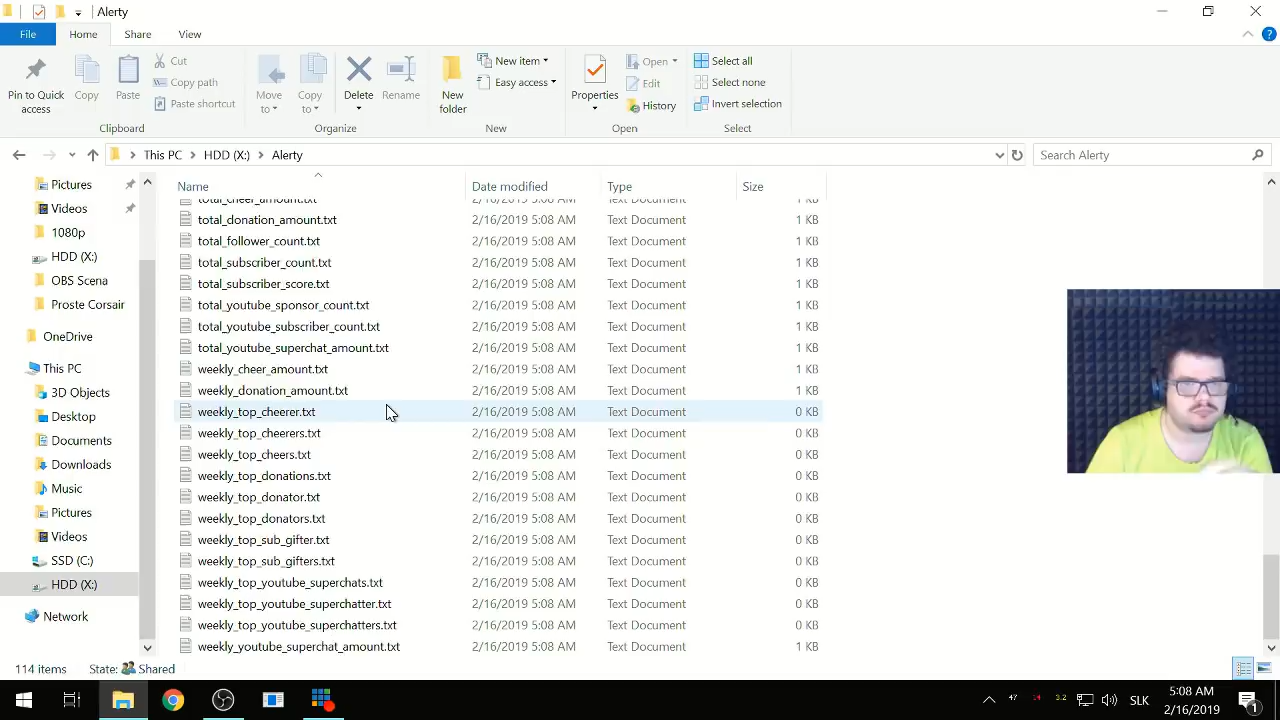 Alerty
File Home Share View
Pin to Quick access
Copy
Paste
Cut
Copy path
Paste shortcut
Clipboard
Move to
Copy to
Delete
Rename
Organize
New folder
New item
Easy access
New
Properties
Open
Edit
History
Open
Select all
Select none
Invert selection
Select
This PC > HDD (X:) > Alerty
Search Alerty
Pictures
Videos
1080p
HDD (X:)
OBS Scena
Proste Corsair
OneDrive
This PC
3D Objects
Desktop
Documents
Downloads
Music
Pictures
Videos
SSD (C:)
HDD (X:)
Network
Name Date modified Type Size
total_cheer_amount.txt 2/16/2019 5:08 AM Text Document 1 KB
total_donation_amount.txt 2/16/2019 5:08 AM Text Document 1 KB
total_follower_count.txt 2/16/2019 5:08 AM Text Document 1 KB
total_subscriber_count.txt 2/16/2019 5:08 AM Text Document 1 KB
total_subscriber_score.txt 2/16/2019 5:08 AM Text Document 1 KB
total_youtube_sponsor_count.txt 2/16/2019 5:08 AM Text Document 1 KB
total_youtube_subscriber_count.txt 2/16/2019 5:08 AM Text Document 1 KB
total_youtube_superchat_amount.txt 2/16/2019 5:08 AM Text Document 1 KB
weekly_cheer_amount.txt 2/16/2019 5:08 AM Text Document 1 KB
weekly_donation_amount.txt 2/16/2019 5:08 AM Text Document 1 KB
weekly_top_cheerer.txt 2/16/2019 5:08 AM Text Document 0 KB
weekly_top_cheerers.txt 2/16/2019 5:08 AM Text Document 0 KB
weekly_top_cheers.txt 2/16/2019 5:08 AM Text Document 0 KB
weekly_top_donations.txt 2/16/2019 5:08 AM Text Document 0 KB
weekly_top_donator.txt 2/16/2019 5:08 AM Text Document 0 KB
weekly_top_donators.txt 2/16/2019 5:08 AM Text Document 0 KB
weekly_top_sub_gifter.txt 2/16/2019 5:08 AM Text Document 0 KB
weekly_top_sub_gifters.txt 2/16/2019 5:08 AM Text Document 0 KB
weekly_top_youtube_superchats.txt 2/16/2019 5:08 AM Text Document 0 KB
weekly_top_youtube_superchatter.txt 2/16/2019 5:08 AM Text Document 0 KB
weekly_top_youtube_superchatters.txt 2/16/2019 5:08 AM Text Document 0 KB
weekly_youtube_superchat_amount.txt 2/16/2019 5:08 AM Text Document 1 KB
114 items State: Shared
SLK
5:08 AM
2/16/2019